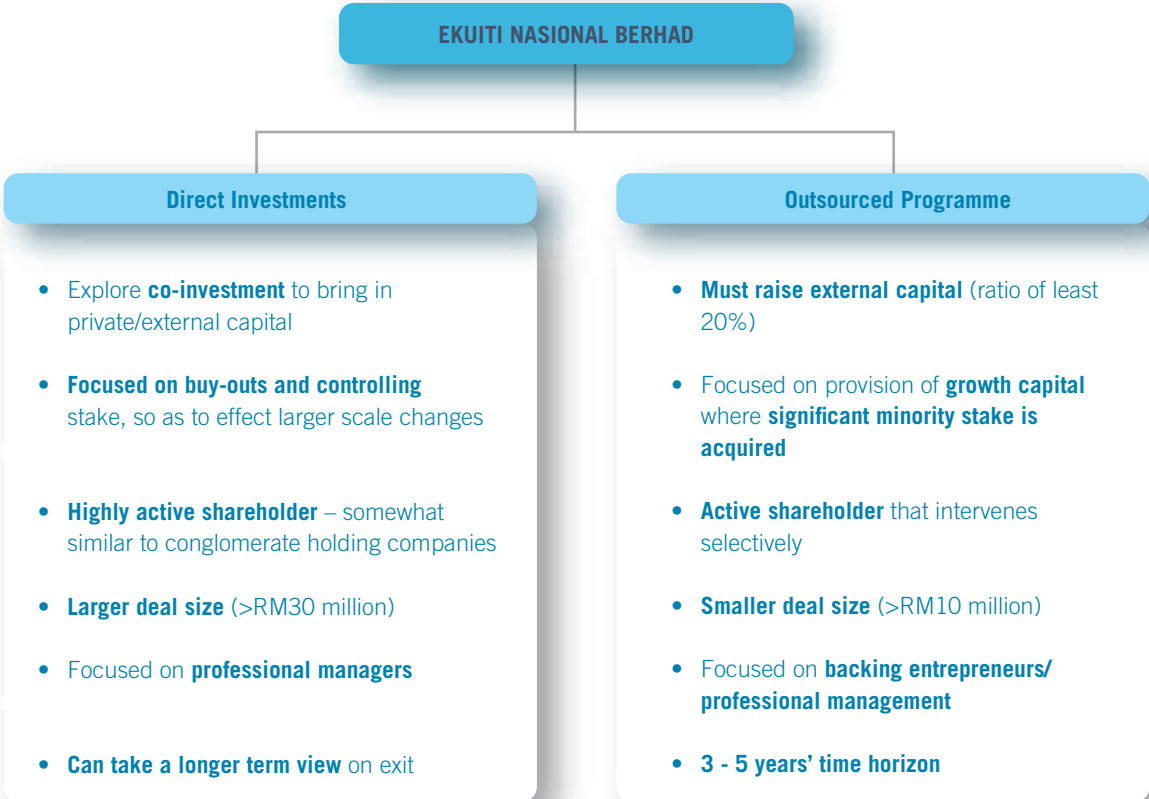 EKUITI NASIONAL BERHAD
Direct Investments
• Explore co-investment to bring in
private/external capital
• Focused on buy-outs and controlling
stake, so as to effect larger scale changes
• Highly active shareholder – somewhat
similar to conglomerate holding companies
• Larger deal size (>RM30 million)
• Focused on professional managers
• Can take a longer term view on exit
Outsourced Programme
• Must raise external capital (ratio of least
20%)
• Focused on provision of growth capital
where significant minority stake is
acquired
• Active shareholder that intervenes
selectively
• Smaller deal size (>RM10 million)
• Focused on backing entrepreneurs/
professional management
• 3 - 5 years’ time horizon